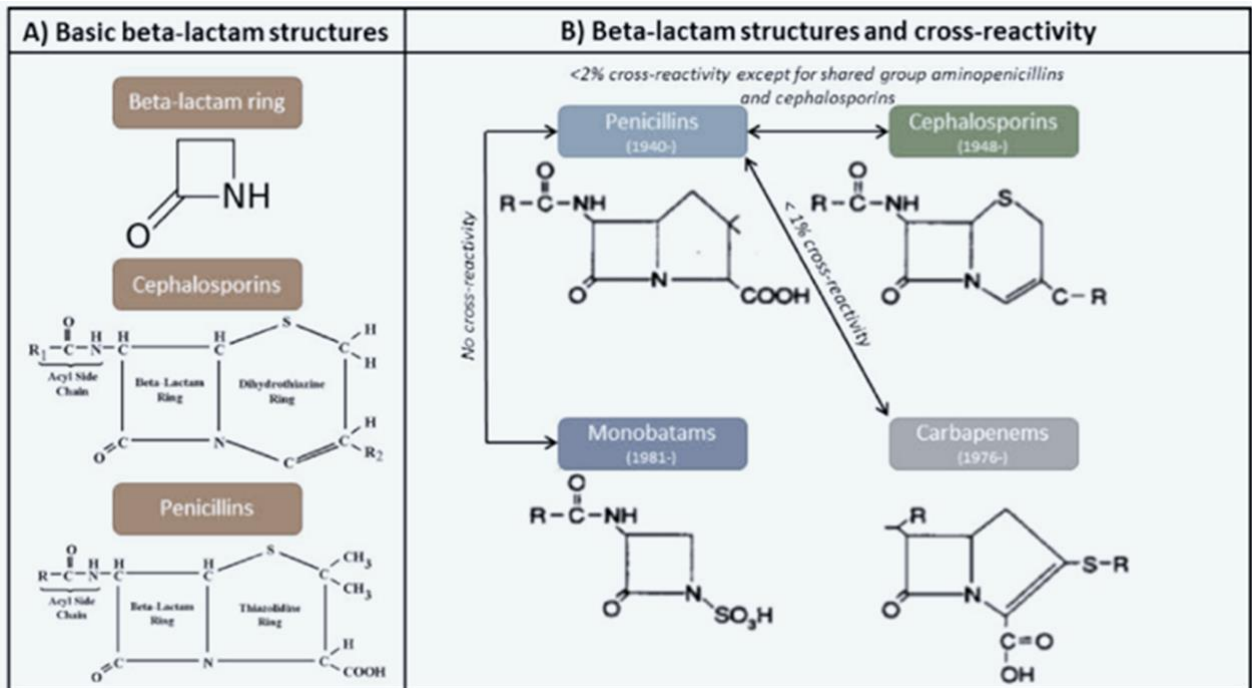 A) Basic beta-lactam structures
Beta-lactam ring
NH
O
Cephalosporins
O
H H H S H
R1-C-N-C C C
H
Acyl Side
Chain
Beta-Lactam
Ring
Dihydrothiazine
Ring
H
O=C N C
C R2
Penicillins
O
H H H S CH3
R-C-N-C C C
CH3
Acyl Side
Chain
Beta-Lactam
Ring
Thiazolidine
Ring
H
O=C N C
COOH
B) Beta-lactam structures and cross-reactivity
<2% cross-reactivity except for shared group aminopenicillins
and cephalosporins
Penicillins
(1940-)
Cephalosporins
(1948-)
O
R-C-NH
O
N
COOH
O
R-C-NH
S
O
N
C-R
No cross-reactivity
< 1% cross-reactivity
Monobatams
(1981-)
Carbapenems
(1976-)
O
R-C-NH
O
N
SO3H
R
S-R
O
N
C=O
OH